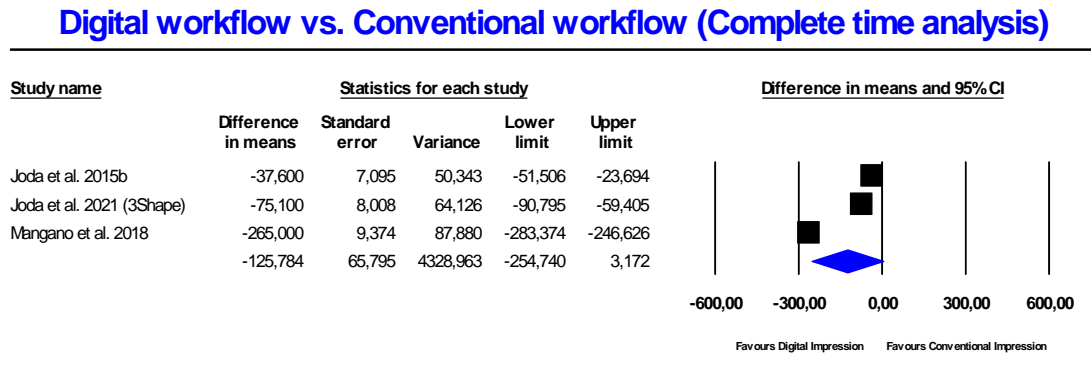 Digital workflow vs. Conventional workflow (Complete time analysis)
Study name Statistics for each study Difference in means and 95% CI
Difference Standard Lower Upper
in means error Variance limit limit
Joda et al. 2015b -37,600 7,095 50,343 -51,506 -23,694
Joda et al. 2021 (3Shape) -75,100 8,008 64,126 -90,795 -59,405
Mangano et al. 2018 -265,000 9,374 87,880 -283,374 -246,626
-125,784 65,795 4328,963 -254,740 3,172
-600,00 -300,00 0,00 300,00 600,00
Favours Digital Impression Favours Conventional Impression